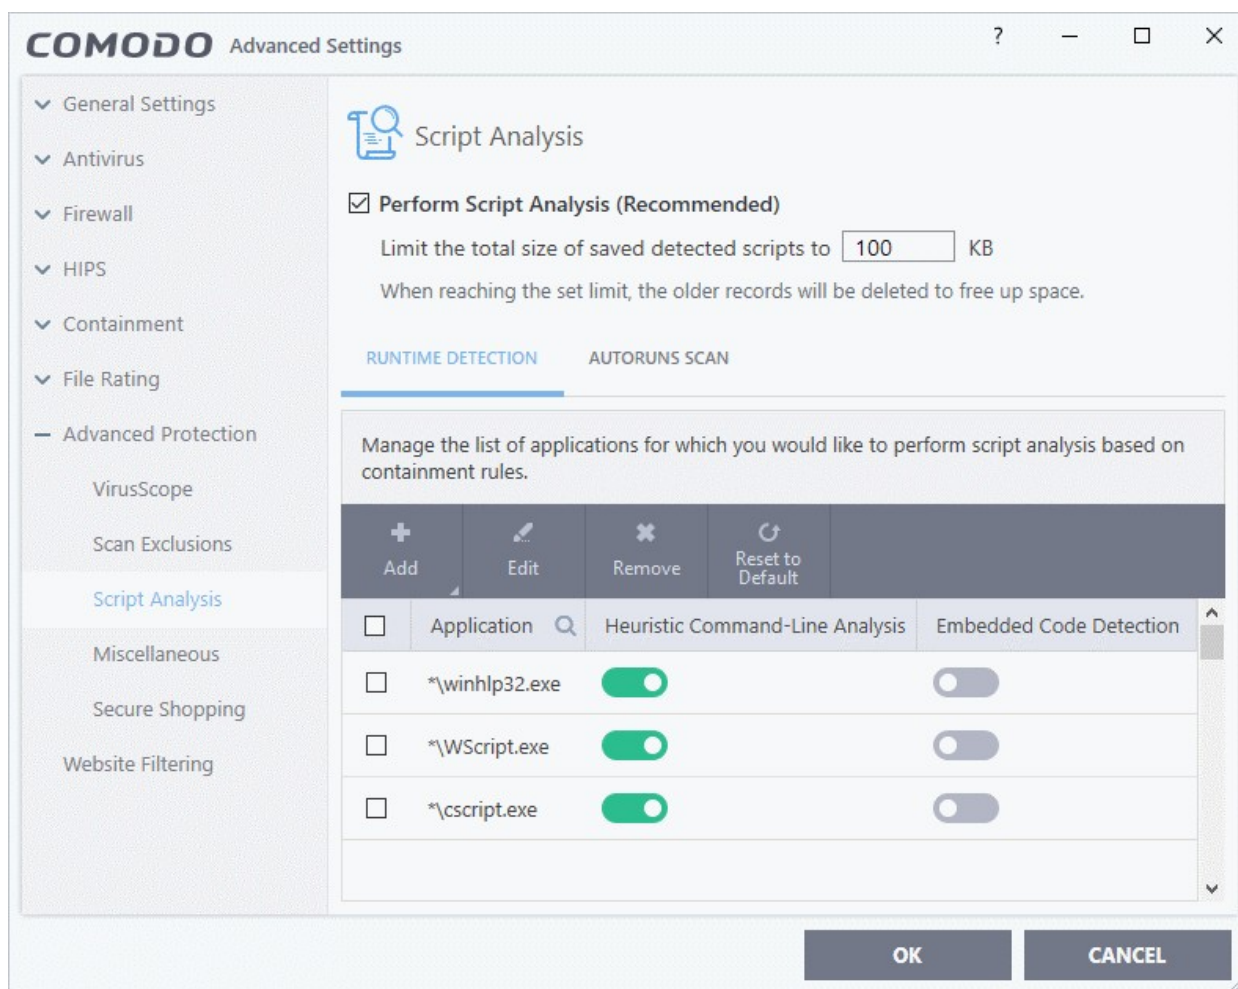 COMODO Advanced Settings ?
General Settings
Antivirus
Firewall
HIPS
Containment
File Rating
Advanced Protection
VirusScope
Scan Exclusions
Script Analysis
Miscellaneous
Secure Shopping
Website Filtering
Script Analysis
Perform Script Analysis (Recommended)
Limit the total size of saved detected scripts to 100 KB
When reaching the set limit, the older records will be deleted to free up space.
RUNTIME DETECTION AUTORUNS SCAN
Manage the list of applications for which you would like to perform script analysis based on
containment rules.
Add Edit Remove Reset to
Default
Application Heuristic Command-Line Analysis Embedded Code Detection
*\winhlp32.exe
*\WScript.exe
*\cscript.exe
OK CANCEL